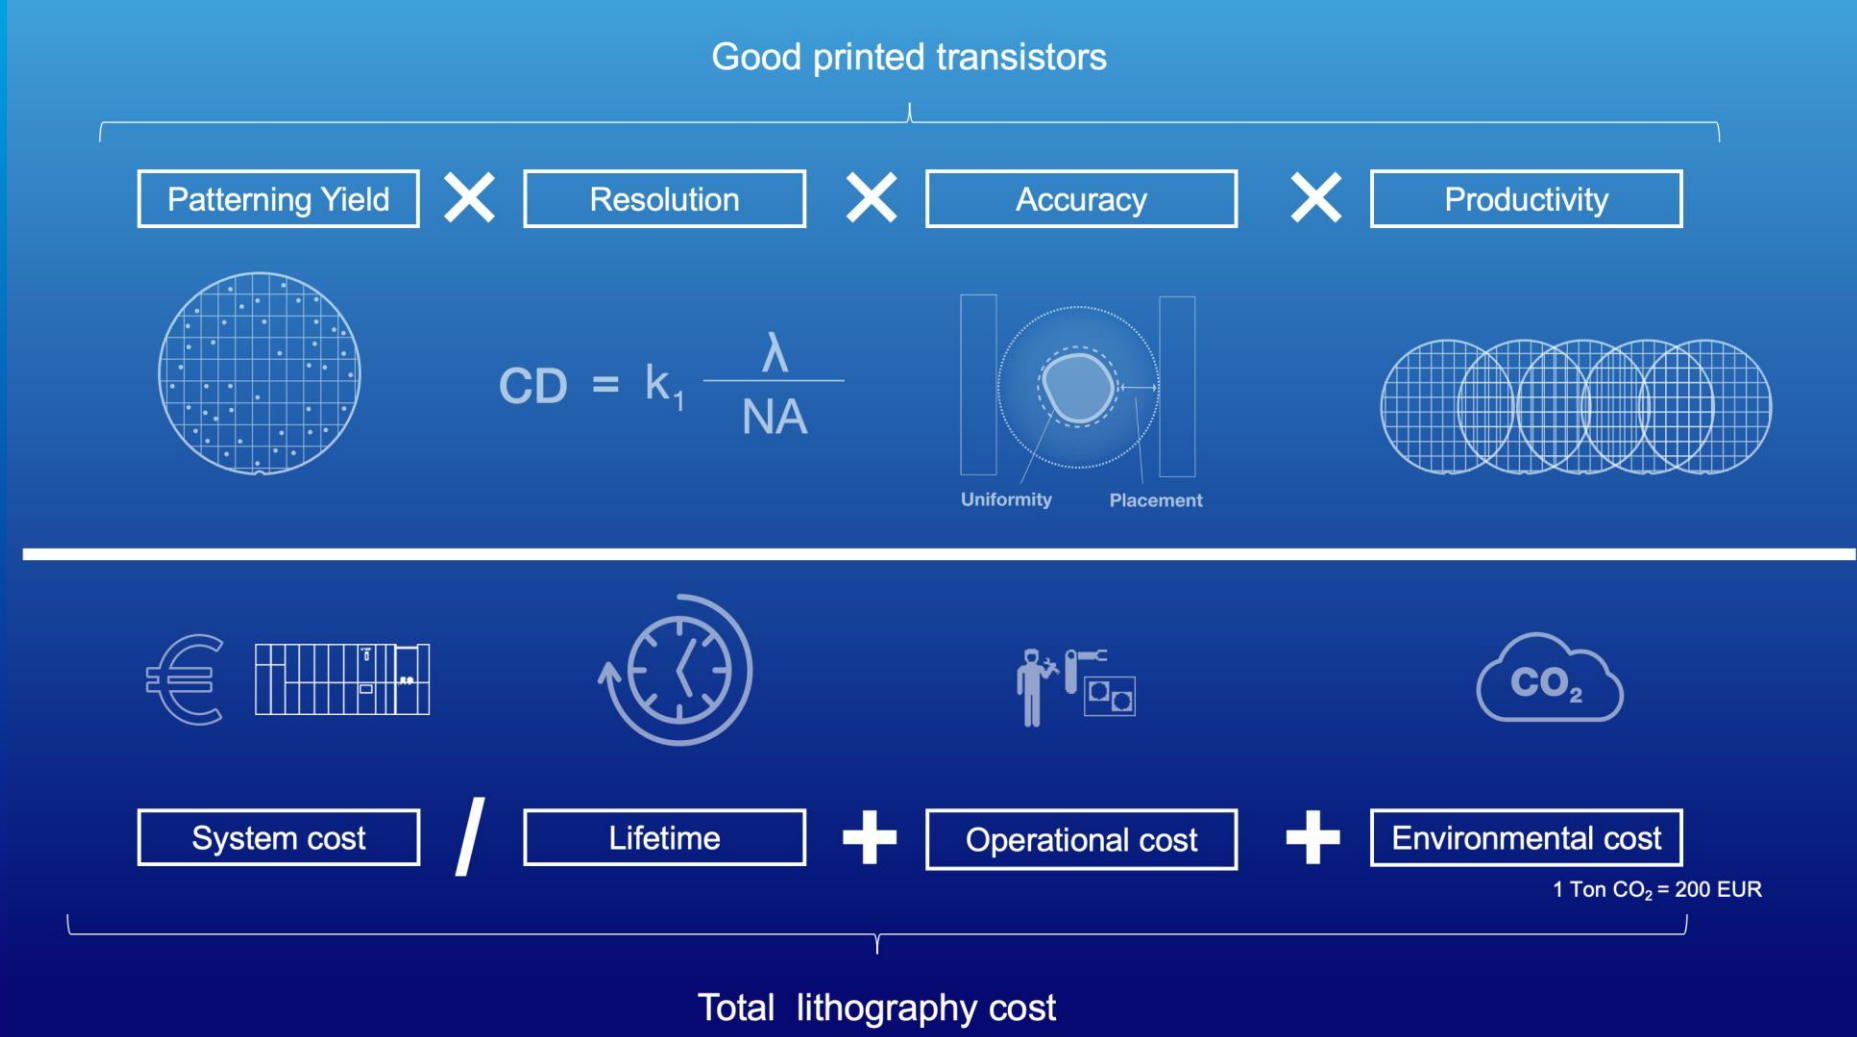 Good printed transistors
Patterning Yield × Resolution × Accuracy × Productivity
CD = k₁ λ / NA
Uniformity Placement
€
CO₂
System cost / Lifetime + Operational cost + Environmental cost
1 Ton CO₂ = 200 EUR
Total lithography cost